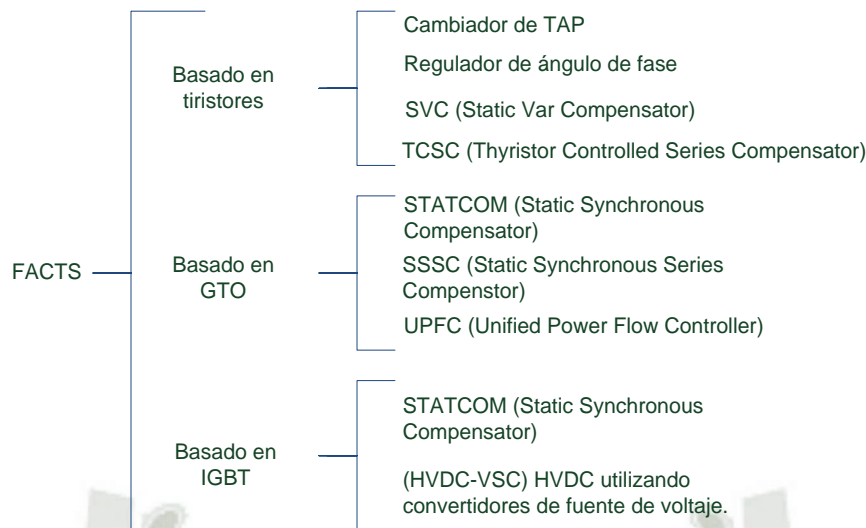 FACTS
Basado en
tiristores
Cambiador de TAP
Regulador de ángulo de fase
SVC (Static Var Compensator)
TCSC (Thyristor Controlled Series Compensator)
Basado en
GTO
STATCOM (Static Synchronous
Compensator)
SSSC (Static Synchronous Series
Compenstor)
UPFC (Unified Power Flow Controller)
Basado en
IGBT
STATCOM (Static Synchronous
Compensator)
(HVDC-VSC) HVDC utilizando
convertidores de fuente de voltaje.